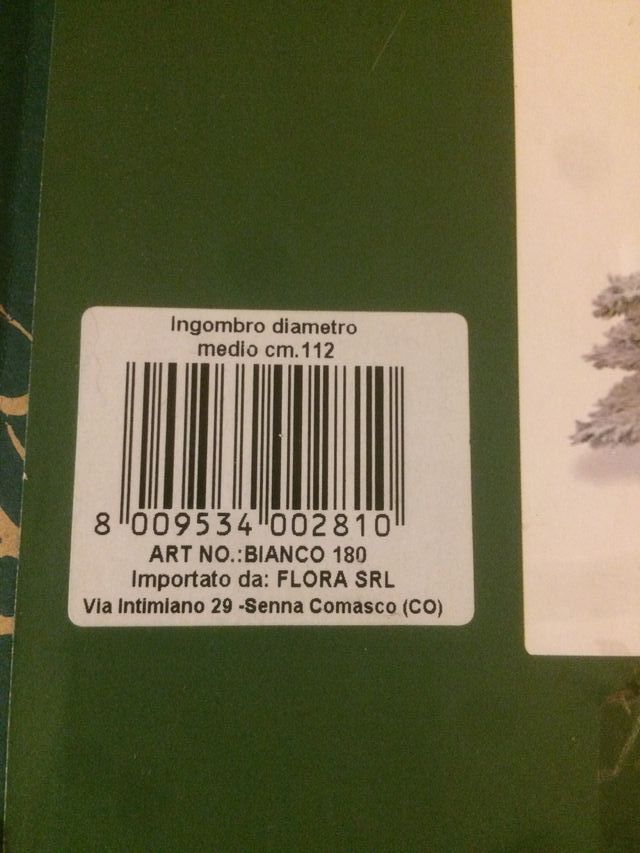 Ingombro diametro
medio cm.112
8 009534 002810
ART NO.:BIANCO 180
Importato da: FLORA SRL
Via Intimiano 29 -Senna Comasco (CO)